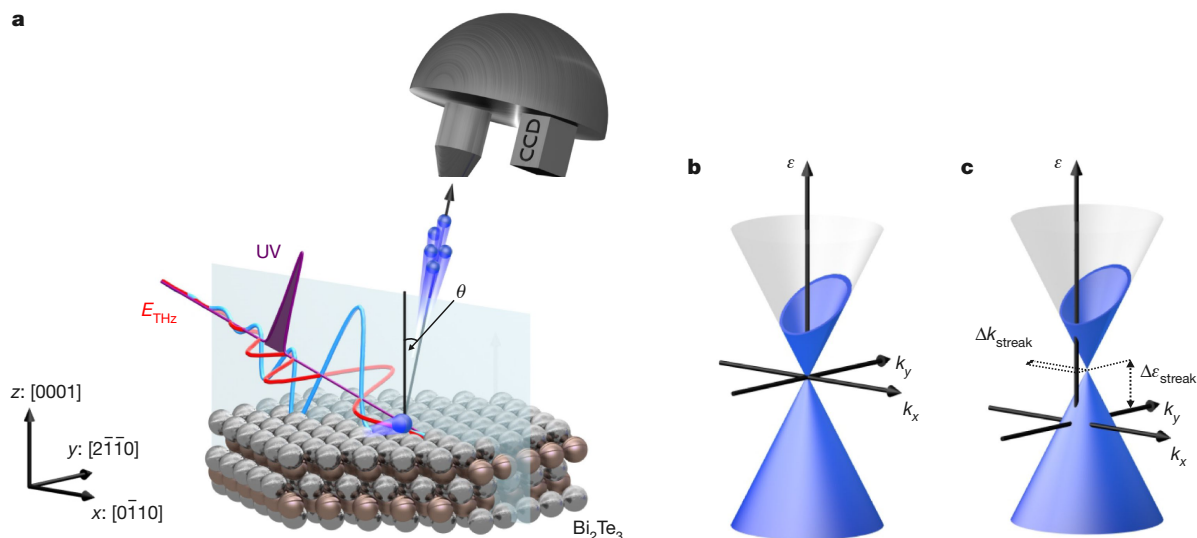 a
CCD
UV
θ
E_THz
z: [0001]
y: [21̅1̅0]
x: [01̅10]
Bi₂Te₃
b
ε
k_y
k_x
c
ε
Δk_streak
Δε_streak
k_y
k_x